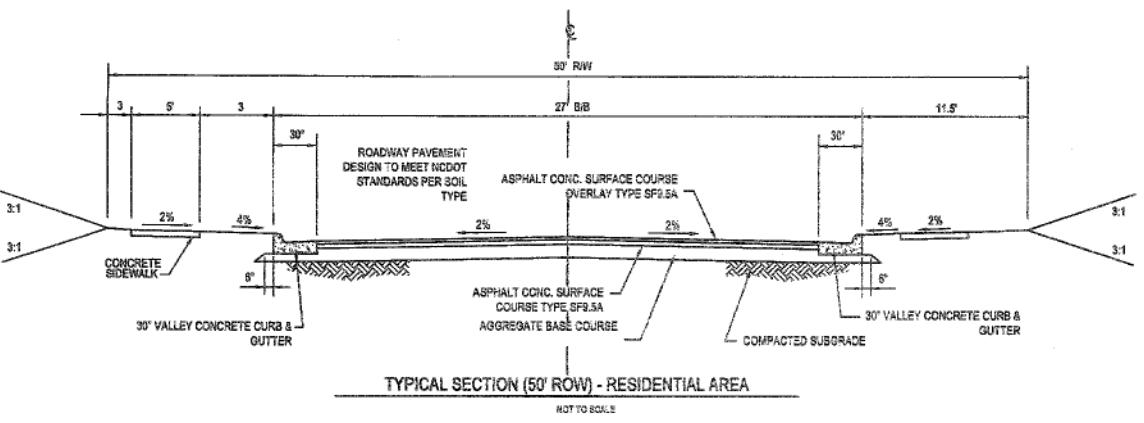 ℄
50' R/W
3 5' 3 27' B/B 11.5'
30" 30'
ROADWAY PAVEMENT
DESIGN TO MEET NCDOT
STANDARDS PER SOIL
TYPE
ASPHALT CONC. SURFACE COURSE
OVERLAY TYPE SF9.5A
3:1 2% 4% 2% 2% 4% 2% 3:1
3:1 3:1
CONCRETE
SIDEWALK
6" 6"
ASPHALT CONC. SURFACE
COURSE TYPE SF9.5A
AGGREGATE BASE COURSE
30" VALLEY CONCRETE CURB &
GUTTER
COMPACTED SUBGRADE
30" VALLEY CONCRETE CURB &
GUTTER
TYPICAL SECTION (50' ROW) - RESIDENTIAL AREA
NOT TO SCALE